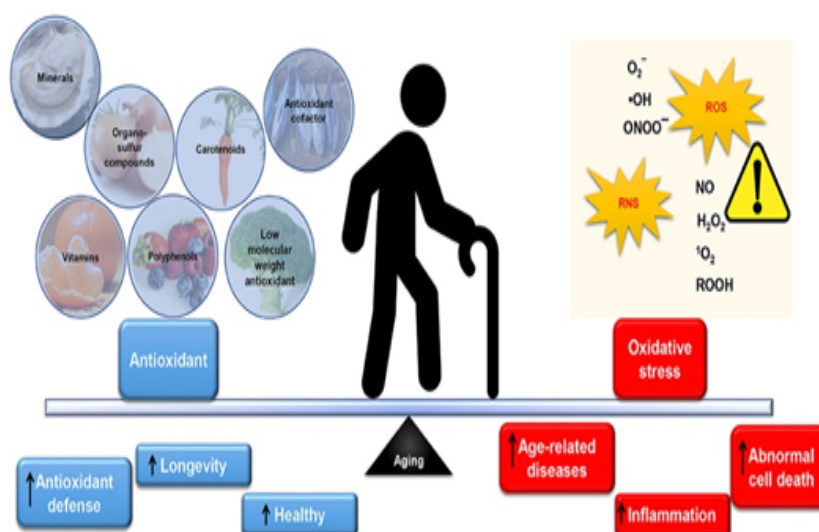 Minerals
Organo-
sulfur
compounds
Carotenoids
Antioxidant
cofactor
Vitamins
Polyphenols
Low
molecular
weight
antioxidant
O₂⁻
•OH
ONOO⁻
ROS
RNS
NO
H₂O₂
¹O₂
ROOH
Antioxidant
Oxidative
stress
Aging
↑ Antioxidant
defense
↑ Longevity
↑ Healthy
↑ Age-related
diseases
↑ Inflammation
↑ Abnormal
cell death